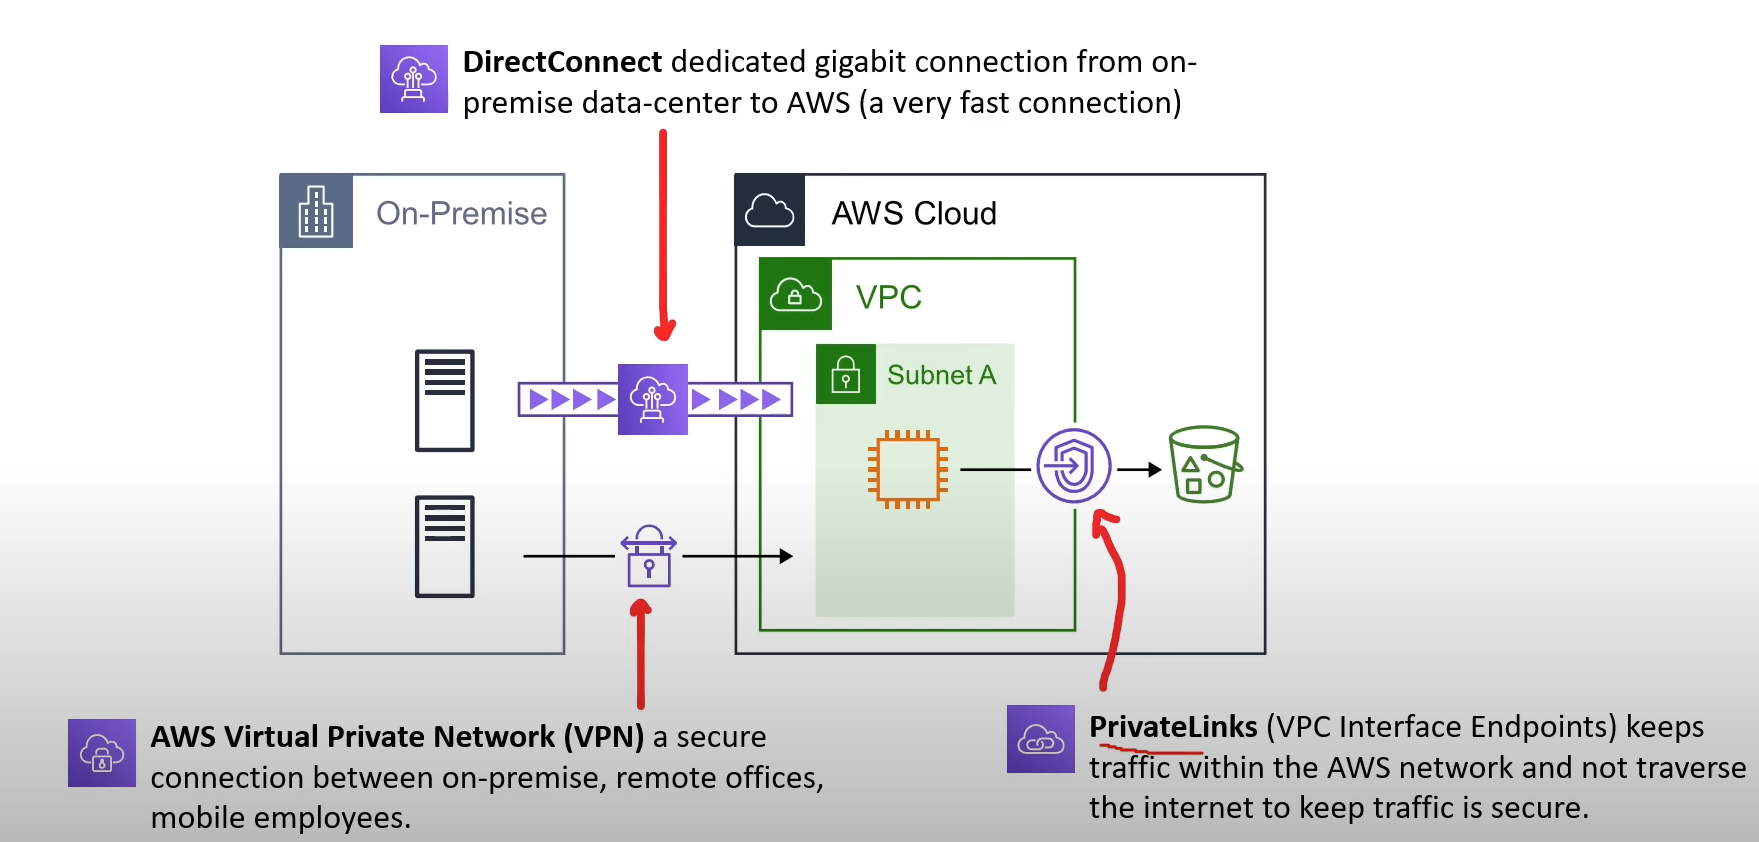 DirectConnect dedicated gigabit connection from on-
premise data-center to AWS (a very fast connection)
On-Premise
AWS Cloud
VPC
Subnet A
AWS Virtual Private Network (VPN) a secure
connection between on-premise, remote offices,
mobile employees.
PrivateLinks (VPC Interface Endpoints) keeps
traffic within the AWS network and not traverse
the internet to keep traffic is secure.